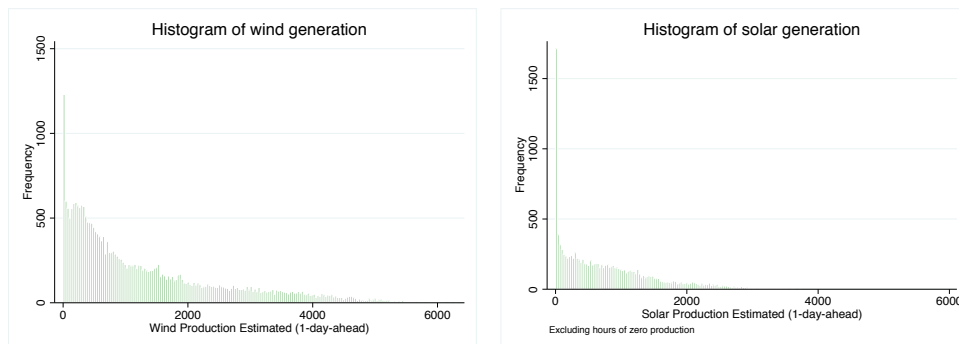 Histogram of wind generation
1500
1000
500
0
Frequency
0 2000 4000 6000
Wind Production Estimated (1-day-ahead)
Histogram of solar generation
1500
1000
500
0
Frequency
0 2000 4000 6000
Solar Production Estimated (1-day-ahead)
Excluding hours of zero production